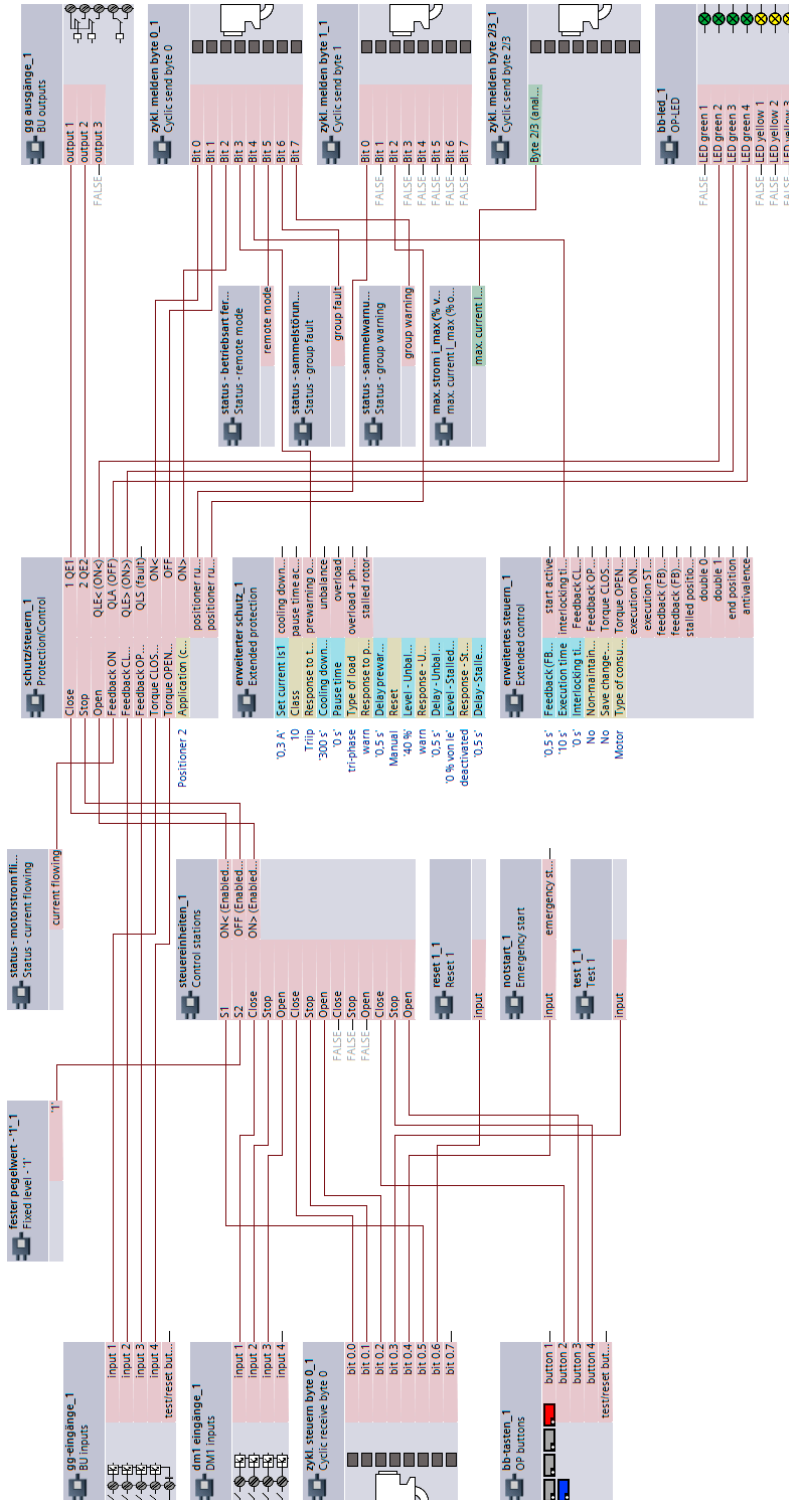 gg-eingänge_1
BU inputs
input 1
input 2
input 3
input 4
test/reset but...
dm1 eingänge_1
DM1 inputs
input 1
input 2
input 3
input 4
zykl. steuern byte 0_1
Cyclic receive byte 0
bit 0.0
bit 0.1
bit 0.2
bit 0.3
bit 0.4
bit 0.5
bit 0.6
bit 0.7
bb-tasten_1
OP buttons
button 1
button 2
button 3
button 4
test/reset but...
fester pegelwert - '1'_1
Fixed level - '1'
'1'
status - motorstrom fli...
Status - current flowing
current flowing
steuereinheiten_1
Control stations
S1
S2
Close
Stop
Open
Close
Stop
Open
FALSE Close
FALSE Stop
FALSE Open
Close
Stop
Open
ON< (Enabled...
OFF (Enabled...
ON> (Enabled...
reset 1_1
Reset 1
input
notstart_1
Emergency start
input
emergency st...
test 1_1
Test 1
input
schutz/steuern_1
Protection/Control
Close
Stop
Open
Feedback ON
Feedback CL...
Feedback OP...
Torque CLOS...
Torque OPEN...
Positioner 2 Application (c...
1 QE1
2 QE2
QLE< (ON<)
QLA (OFF)
QLE> (ON>)
QLS (fault)
ON<
OFF
ON>
positioner ru...
positioner ru...
erweiterter schutz_1
Extended protection
'0,3 A' Set current Is1
10 Class
Triip Response to t...
'300 s' Cooling down...
'0 s' Pause time
tri-phase Type of load
warn Response to p...
'0,5 s' Delay prewar...
Manual Reset
'40 %' Level - Unbal...
warn Response - U...
'0,5 s' Delay - Unbal...
'0 % von Ie' Level - Stalled...
deactivated Response - St...
'0,5 s' Delay - Stalle...
cooling down...
pause time ac...
prewarning o...
unbalance
overload
overload + ph...
stalled rotor
erweitertes steuern_1
Extended control
'0,5 s' Feedback (FB...
'10 s' Execution time
'0 s' Interlocking ti...
No Non-maintain...
No Save change-...
Motor Type of consu...
start active
interlocking ti...
Feedback CL...
Feedback OP...
Torque CLOS...
Torque OPEN...
execution ON
execution ST...
feedback (FB)...
feedback (FB)...
stalled positio...
double 0
double 1
end position
antivalence
status - betriebsart fer...
Status - remote mode
remote mode
status - sammelstörun...
Status - group fault
group fault
status - sammelwarnu...
Status - group warning
group warning
max. strom i_max (% v...
max. current I_max (% o...
max. current I...
gg ausgänge_1
BU outputs
output 1
output 2
FALSE output 3
zykl. melden byte 0_1
Cyclic send byte 0
Bit 0
Bit 1
Bit 2
Bit 3
Bit 4
Bit 5
Bit 6
Bit 7
zykl. melden byte 1_1
Cyclic send byte 1
Bit 0
FALSE Bit 1
Bit 2
FALSE Bit 3
FALSE Bit 4
FALSE Bit 5
FALSE Bit 6
FALSE Bit 7
zykl. melden byte 2/3_1
Cyclic send byte 2/3
Byte 2/3 (anal...
bb-led_1
OP-LED
FALSE LED green 1
LED green 2
LED green 3
LED green 4
FALSE LED yellow 1
FALSE LED yellow 2
FALSE LED yellow 3